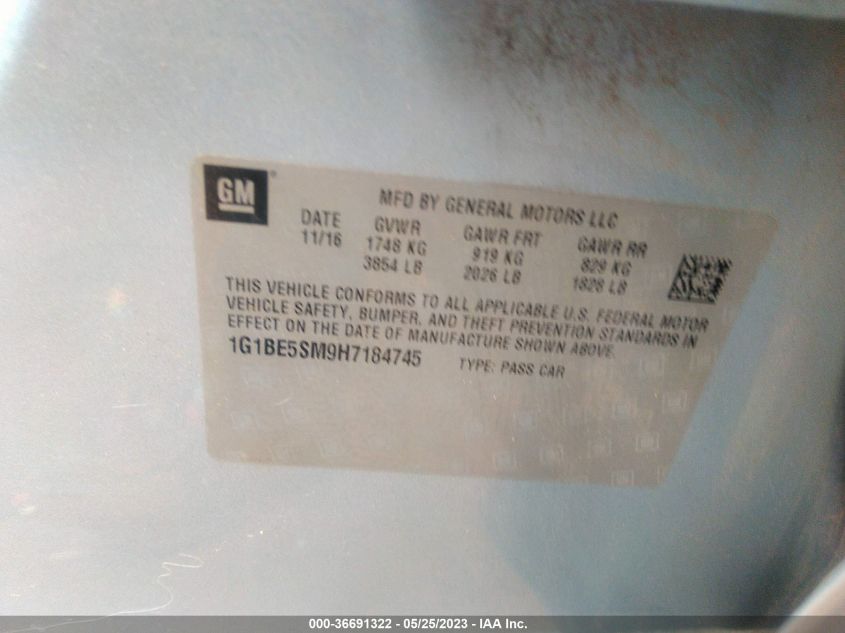 GM
MFD BY GENERAL MOTORS LLC
DATE GVWR GAWR FRT GAWR RR
11/16 1748 KG 919 KG 829 KG
3854 LB 2026 LB 1828 LB
THIS VEHICLE CONFORMS TO ALL APPLICABLE U.S. FEDERAL MOTOR
VEHICLE SAFETY, BUMPER, AND THEFT PREVENTION STANDARDS IN
EFFECT ON THE DATE OF MANUFACTURE SHOWN ABOVE.
1G1BE5SM9H7184745 TYPE: PASS CAR
000-36691322 - 05/25/2023 - IAA Inc.